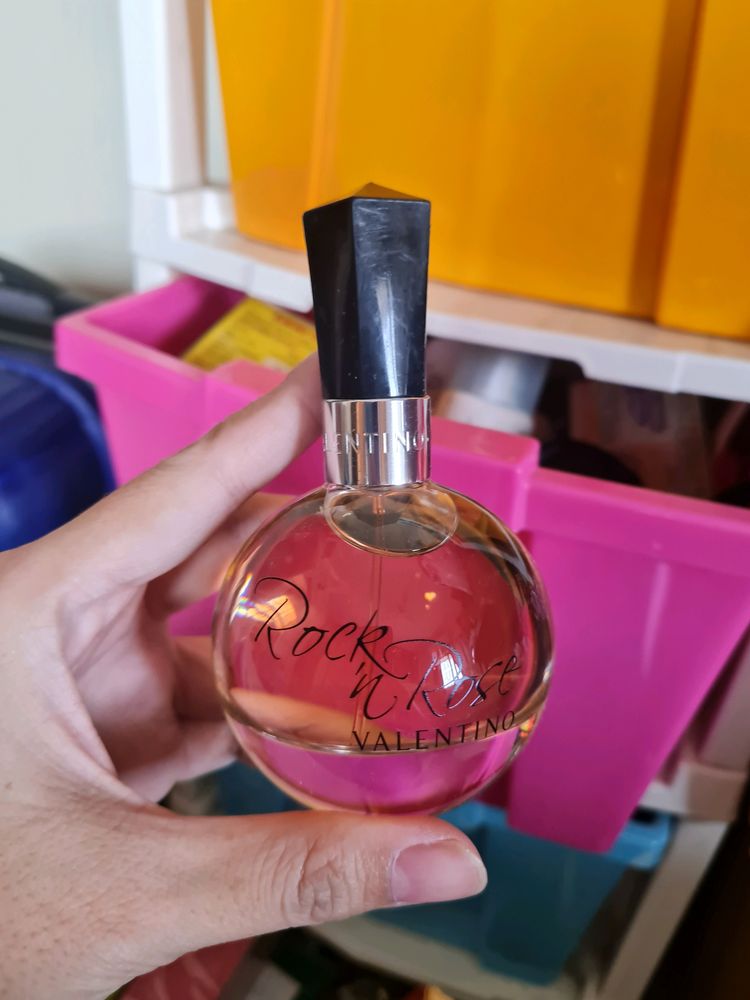 VALENTINO
Rock
'n Rose
VALENTINO